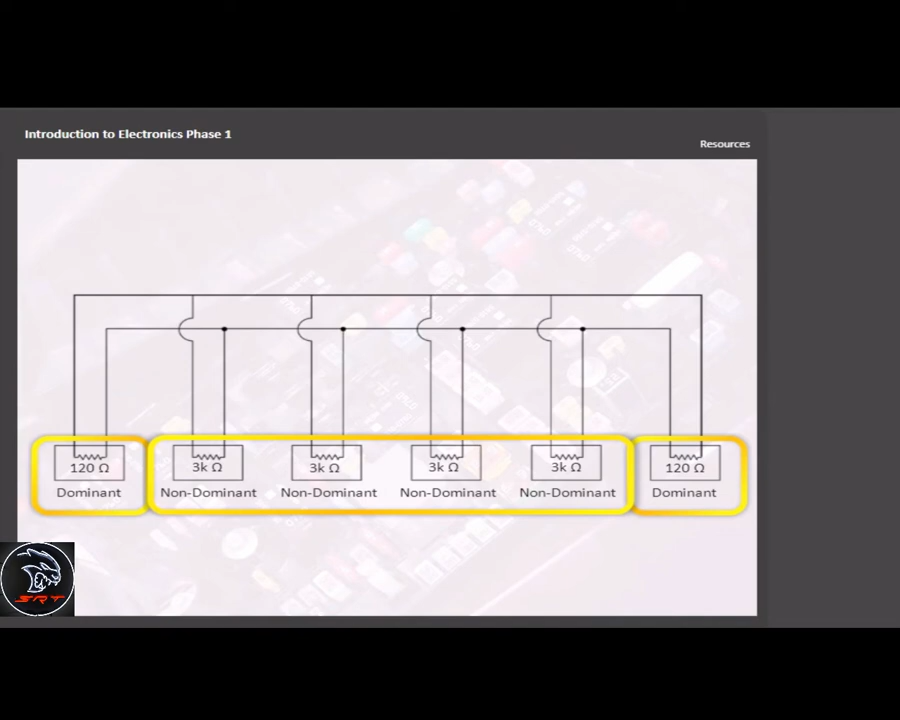 Introduction to Electronics Phase 1
Resources
120 Ω 3k Ω 3k Ω 3k Ω 3k Ω 120 Ω
Dominant Non-Dominant Non-Dominant Non-Dominant Non-Dominant Dominant
SRT